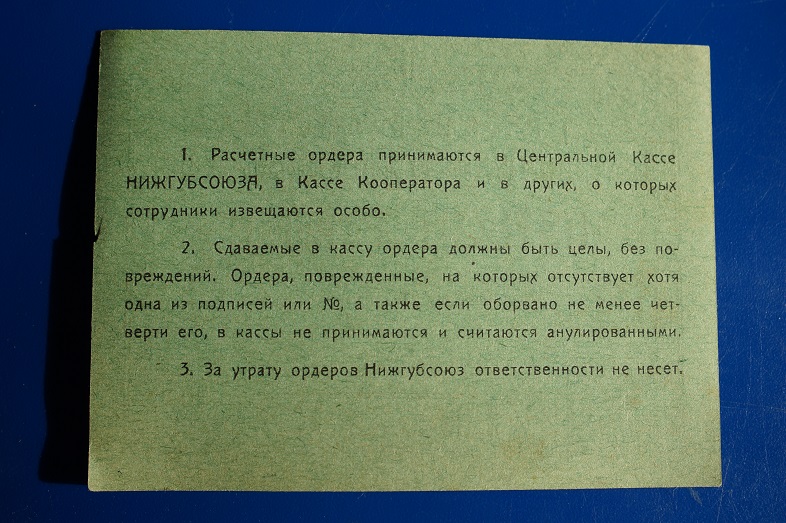 1. Расчетные ордера принимаются в Центральной Кассе
НИЖГУБСОЮЗА, в Кассе Кооператора и в других, о которых
сотрудники извещаются особо.
2. Сдаваемые в кассу ордера должны быть целы, без по-
вреждений. Ордера, поврежденные, на которых отсутствует хотя
одна из подписей или №, а также если оборвано не менее чет-
верти его, в кассы не принимаются и считаются анулированными.
3. За утрату ордеров Нижгубсоюз ответственности не несет.